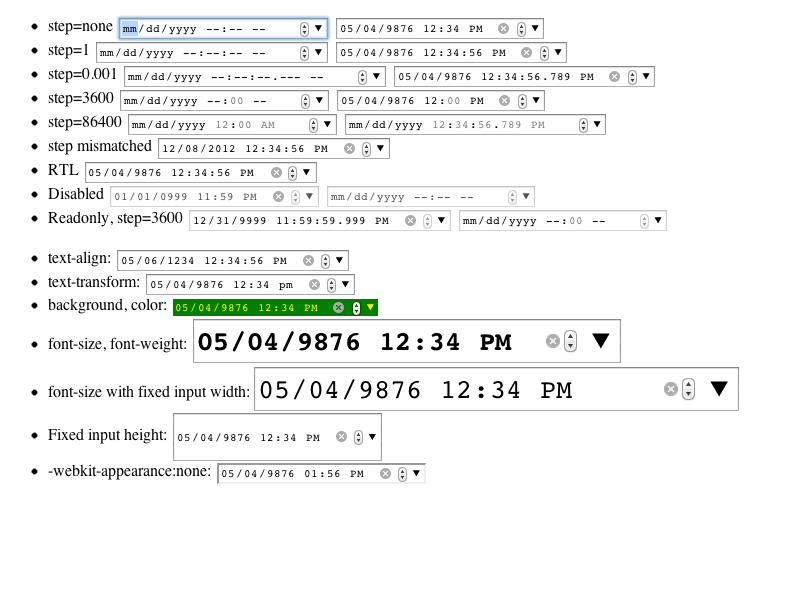 step=none mm/dd/yyyy --:-- -- 05/04/9876 12:34 PM
step=1 mm/dd/yyyy --:--:-- -- 05/04/9876 12:34:56 PM
step=0.001 mm/dd/yyyy --:--:--.--- -- 05/04/9876 12:34:56.789 PM
step=3600 mm/dd/yyyy --:00 -- 05/04/9876 12:00 PM
step=86400 mm/dd/yyyy 12:00 AM mm/dd/yyyy 12:34:56.789 PM
step mismatched 12/08/2012 12:34:56 PM
RTL 05/04/9876 12:34:56 PM
Disabled 01/01/0999 11:59 PM mm/dd/yyyy --:-- --
Readonly, step=3600 12/31/9999 11:59:59.999 PM mm/dd/yyyy --:00 --
text-align: 05/06/1234 12:34:56 PM
text-transform: 05/04/9876 12:34 pm
background, color: 05/04/9876 12:34 PM
font-size, font-weight: 05/04/9876 12:34 PM
font-size with fixed input width: 05/04/9876 12:34 PM
Fixed input height: 05/04/9876 12:34 PM
-webkit-appearance:none: 05/04/9876 01:56 PM